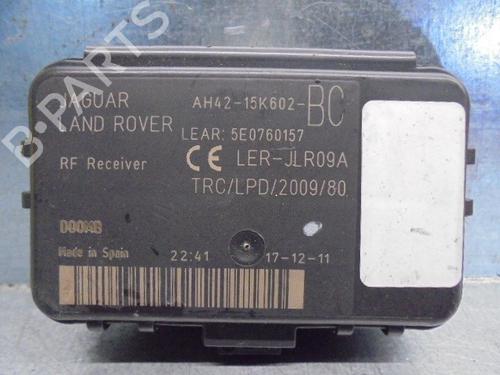 JAGUAR
LAND ROVER
AH42-15K602-BC
LEAR: 5E0760157
RF Receiver
CE LER-JLR09A
TRC/LPD/2009/80
D00MB
Made in Spain
22:41
17-12-11
B-PARTS